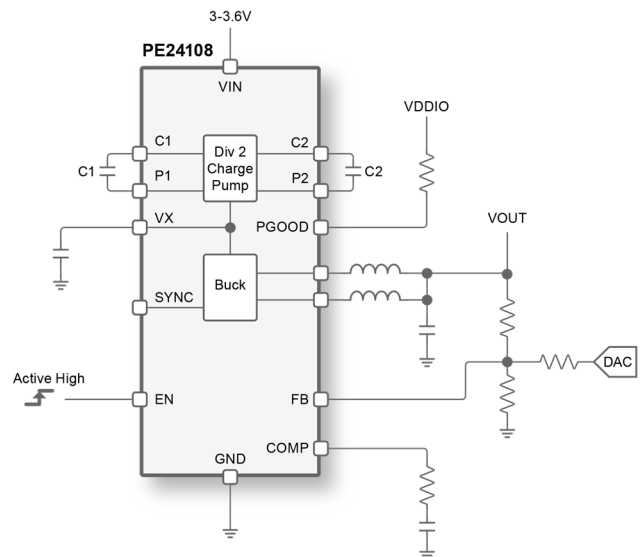 3-3.6V
PE24108
VIN
VDDIO
C1
C1
P1
Div 2
Charge
Pump
C2
P2
C2
VX
PGOOD
VOUT
SYNC
Buck
DAC
Active High
EN
FB
COMP
GND